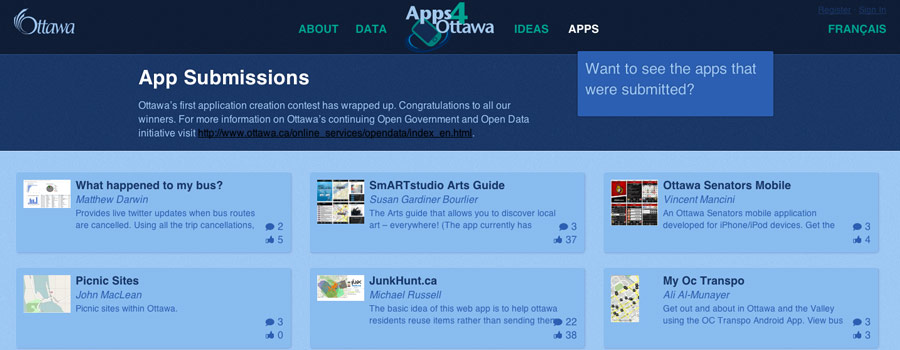 Register · Sign In
Ottawa
ABOUT DATA Apps4Ottawa IDEAS APPS FRANÇAIS
App Submissions
Ottawa's first application creation contest has wrapped up. Congratulations to all our
winners. For more information on Ottawa's continuing Open Government and Open Data
initiative visit http://www.ottawa.ca/online_services/opendata/index_en.html.
Want to see the apps that
were submitted?
What happened to my bus?
Matthew Darwin
Provides live twitter updates when bus routes
are cancelled. Using all the trip cancellations,
2
5
SmARTstudio Arts Guide
Susan Gardiner Bourlier
The Arts guide that allows you to discover local
art – everywhere! (The app currently has
3
37
Ottawa Senators Mobile
Vincent Mancini
An Ottawa Senators mobile application
developed for iPhone/iPod devices. Get the
3
4
Picnic Sites
John MacLean
Picnic sites within Ottawa.
3
0
JunkHunt.ca
Michael Russell
The basic idea of this web app is to help ottawa
residents reuse items rather than sending them
22
38
My Oc Transpo
Ali Al-Munayer
Get out and about in Ottawa and the Valley
using the OC Transpo Android App. View bus
3
3